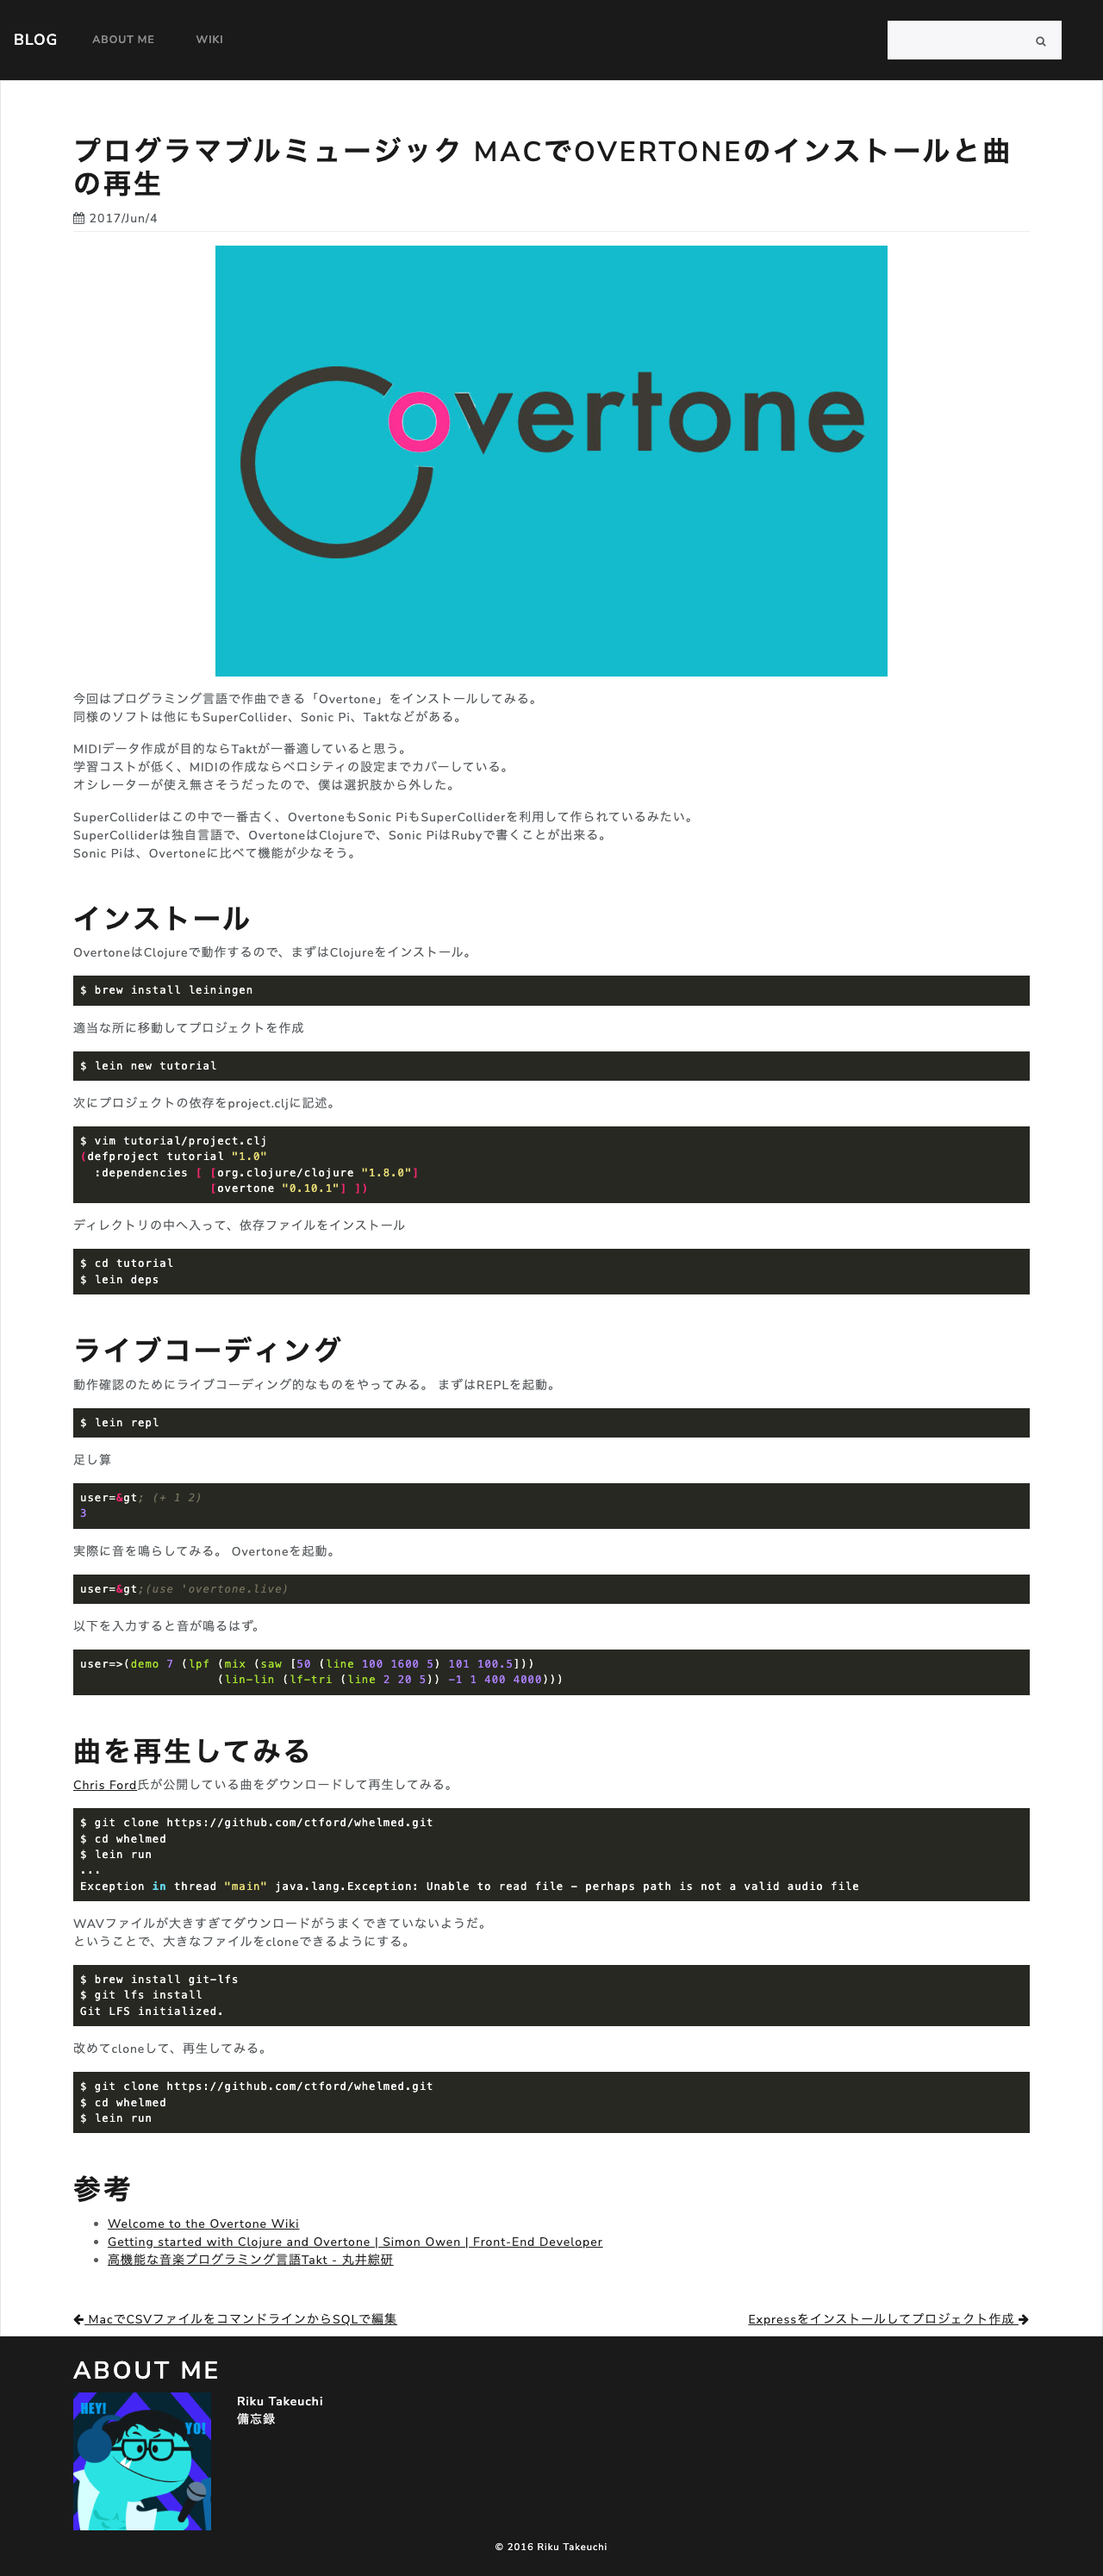 BLOG ABOUT ME WIKI
プログラマブルミュージック MACでOVERTONEのインストールと曲
の再生
2017/Jun/4
overtone
今回はプログラミング言語で作曲できる「Overtone」をインストールしてみる。
同様のソフトは他にもSuperCollider、Sonic Pi、Taktなどがある。
MIDIデータ作成が目的ならTaktが一番適していると思う。
学習コストが低く、MIDIの作成ならベロシティの設定までカバーしている。
オシレーターが使え無さそうだったので、僕は選択肢から外した。
SuperColliderはこの中で一番古く、OvertoneもSonic PiもSuperColliderを利用して作られているみたい。
SuperColliderは独自言語で、OvertoneはClojureで、Sonic PiはRubyで書くことが出来る。
Sonic Piは、Overtoneに比べて機能が少なそう。
インストール
OvertoneはClojureで動作するので、まずはClojureをインストール。
$ brew install leiningen
適当な所に移動してプロジェクトを作成
$ lein new tutorial
次にプロジェクトの依存をproject.cljに記述。
$ vim tutorial/project.clj
(defproject tutorial "1.0"
  :dependencies [ [org.clojure/clojure "1.8.0"]
                  [overtone "0.10.1"] ])
ディレクトリの中へ入って、依存ファイルをインストール
$ cd tutorial
$ lein deps
ライブコーディング
動作確認のためにライブコーディング的なものをやってみる。 まずはREPLを起動。
$ lein repl
足し算
user=&gt; (+ 1 2)
3
実際に音を鳴らしてみる。 Overtoneを起動。
user=&gt;(use 'overtone.live)
以下を入力すると音が鳴るはず。
user=>(demo 7 (lpf (mix (saw [50 (line 100 1600 5) 101 100.5]))
                   (lin-lin (lf-tri (line 2 20 5)) -1 1 400 4000)))
曲を再生してみる
Chris Ford氏が公開している曲をダウンロードして再生してみる。
$ git clone https://github.com/ctford/whelmed.git
$ cd whelmed
$ lein run
...
Exception in thread "main" java.lang.Exception: Unable to read file - perhaps path is not a valid audio file
WAVファイルが大きすぎてダウンロードがうまくできていないようだ。
ということで、大きなファイルをcloneできるようにする。
$ brew install git-lfs
$ git lfs install
Git LFS initialized.
改めてcloneして、再生してみる。
$ git clone https://github.com/ctford/whelmed.git
$ cd whelmed
$ lein run
参考
Welcome to the Overtone Wiki
Getting started with Clojure and Overtone | Simon Owen | Front-End Developer
高機能な音楽プログラミング言語Takt - 丸井綜研
MacでCSVファイルをコマンドラインからSQLで編集 Expressをインストールしてプロジェクト作成
ABOUT ME
HEY!
YO!
Riku Takeuchi
備忘録
© 2016 Riku Takeuchi